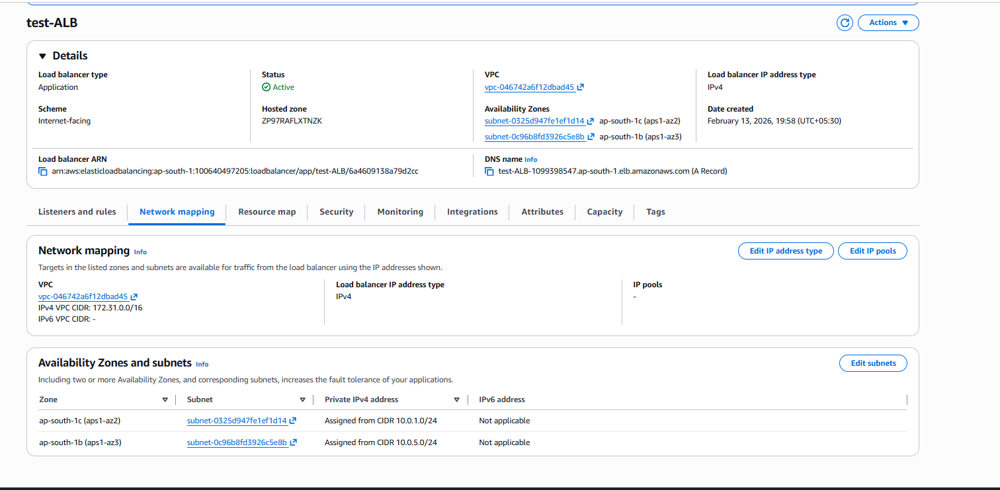 test-ALB
Actions
Details
Load balancer type
Application
Status
Active
VPC
vpc-046742a6f12dbad45
Load balancer IP address type
IPv4
Scheme
Internet-facing
Hosted zone
ZP97RAFLXTNZK
Availability Zones
subnet-0325d947fe1ef1d14 ap-south-1c (aps1-az2)
subnet-0c96b8fd3926c5e8b ap-south-1b (aps1-az3)
Date created
February 13, 2026, 19:58 (UTC+05:30)
Load balancer ARN
arn:aws:elasticloadbalancing:ap-south-1:100640497205:loadbalancer/app/test-ALB/6a4609138a79d2cc
DNS name Info
test-ALB-1099398547.ap-south-1.elb.amazonaws.com (A Record)
Listeners and rules Network mapping Resource map Security Monitoring Integrations Attributes Capacity Tags
Network mapping Info
Edit IP address type Edit IP pools
Targets in the listed zones and subnets are available for traffic from the load balancer using the IP addresses shown.
VPC
vpc-046742a6f12dbad45
IPv4 VPC CIDR: 172.31.0.0/16
IPv6 VPC CIDR: -
Load balancer IP address type
IPv4
IP pools
-
Availability Zones and subnets Info
Edit subnets
Including two or more Availability Zones, and corresponding subnets, increases the fault tolerance of your applications.
Zone Subnet Private IPv4 address IPv6 address
ap-south-1c (aps1-az2) subnet-0325d947fe1ef1d14 Assigned from CIDR 10.0.1.0/24 Not applicable
ap-south-1b (aps1-az3) subnet-0c96b8fd3926c5e8b Assigned from CIDR 10.0.5.0/24 Not applicable